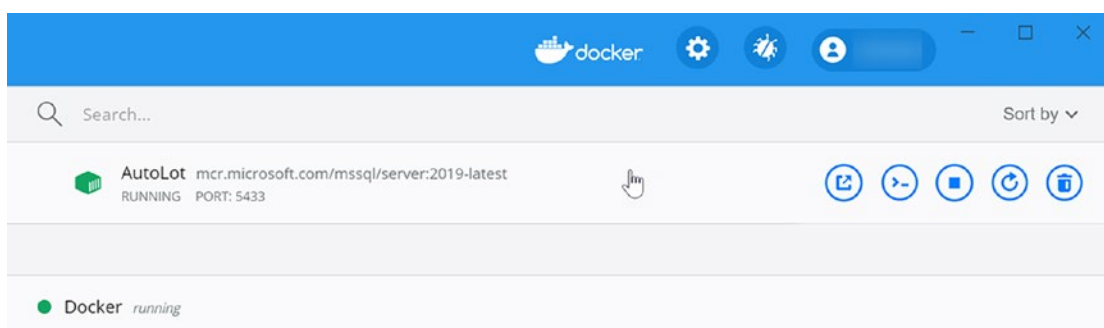 docker
Search...
Sort by
AutoLot mcr.microsoft.com/mssql/server:2019-latest
RUNNING PORT: 5433
Docker running